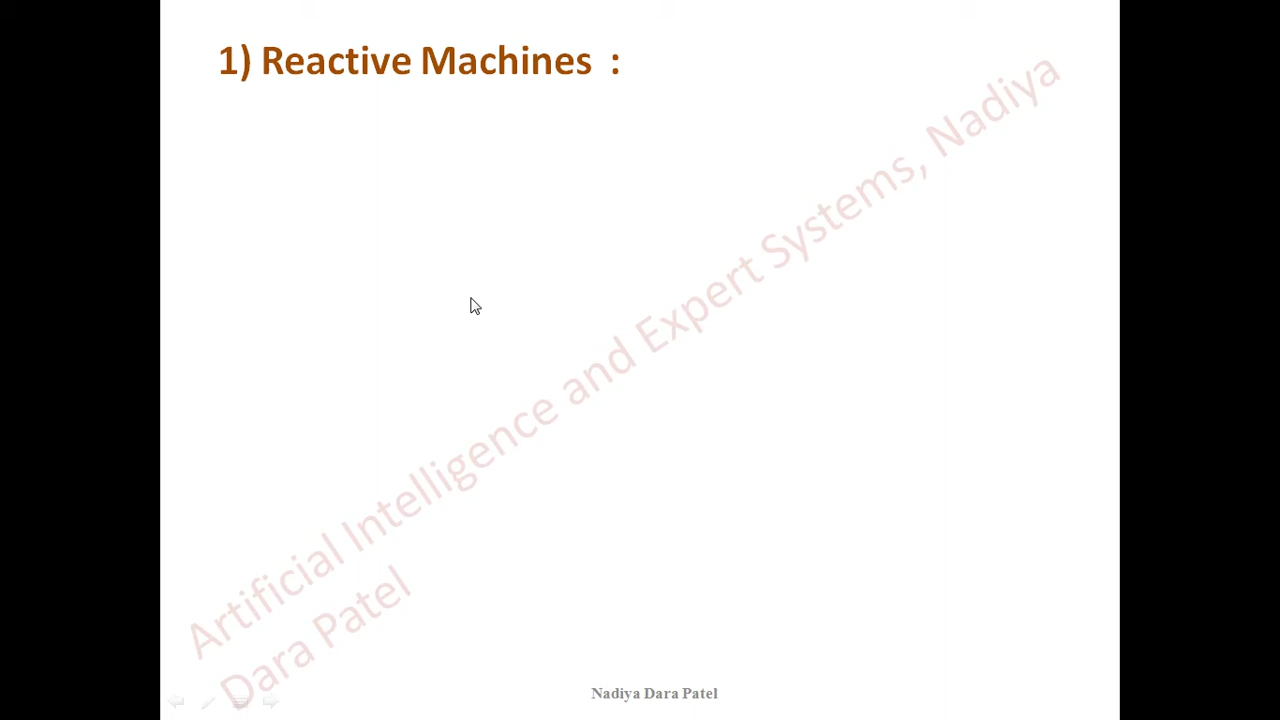 1) Reactive Machines :
Artificial Intelligence and Expert Systems, Nadiya
Dara Patel
Nadiya Dara Patel